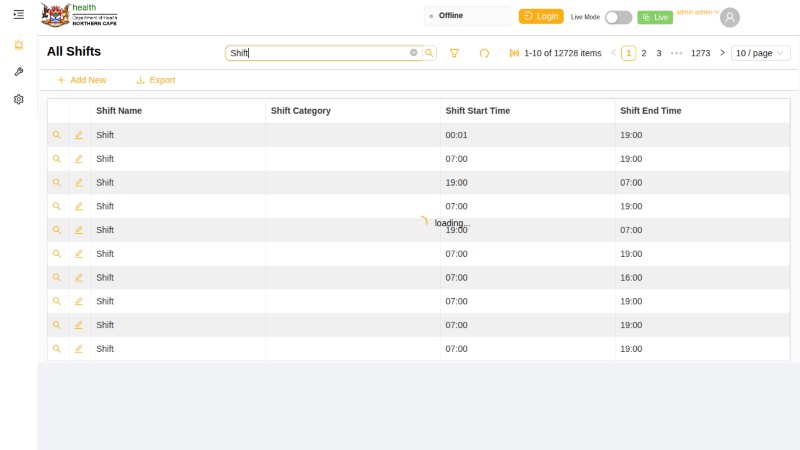 health
Department of Health
NORTHERN CAPE
Offline
Login
Live Mode
Live
admin admin
All Shifts
Shift
1-10 of 12728 items
1 2 3 ••• 1273
10 / page
Add New
Export
Shift Name Shift Category Shift Start Time Shift End Time
Shift 00:01 19:00
Shift 07:00 19:00
Shift 19:00 07:00
Shift 07:00 19:00
loading...
Shift 19:00 07:00
Shift 07:00 19:00
Shift 07:00 16:00
Shift 07:00 19:00
Shift 07:00 19:00
Shift 07:00 19:00